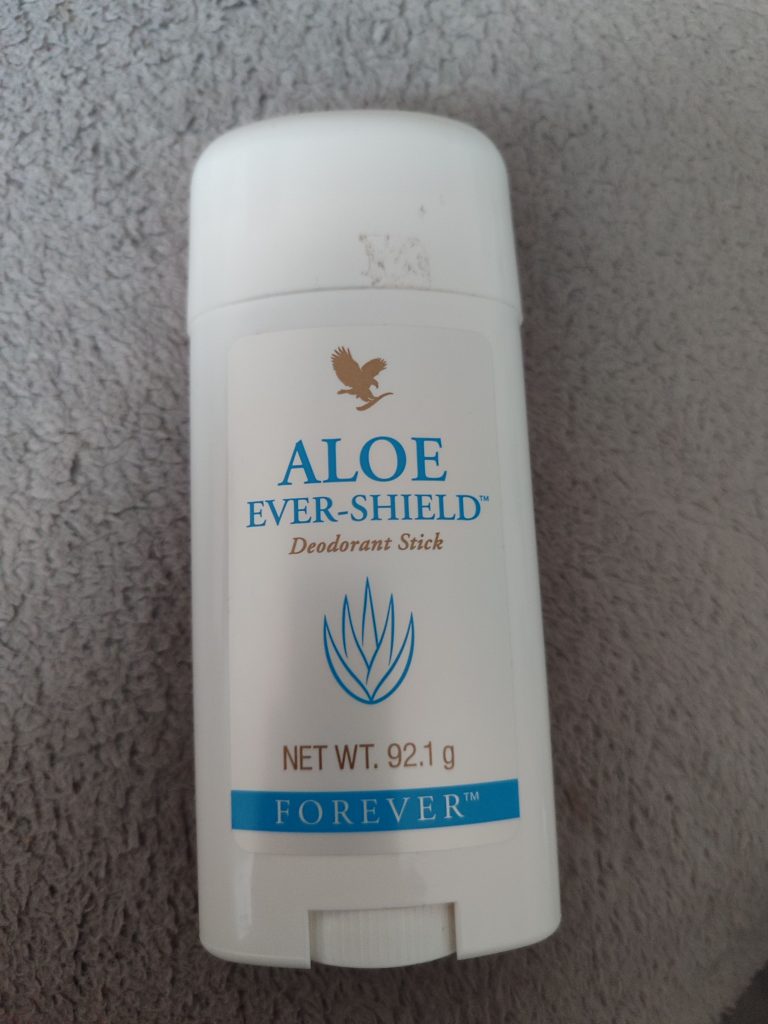 ALOE
EVER-SHIELD™
Deodorant Stick
NET WT. 92.1 g
FOREVER™